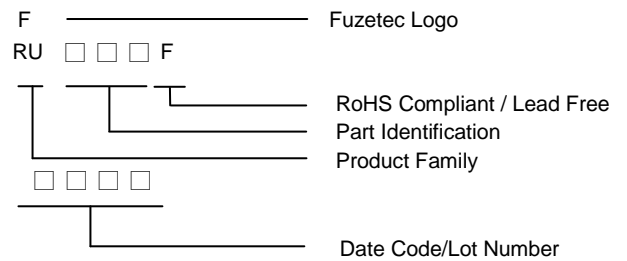 F Fuzetec Logo
RU □ □ □ F
RoHS Compliant / Lead Free
Part Identification
Product Family
□ □ □ □
Date Code/Lot Number